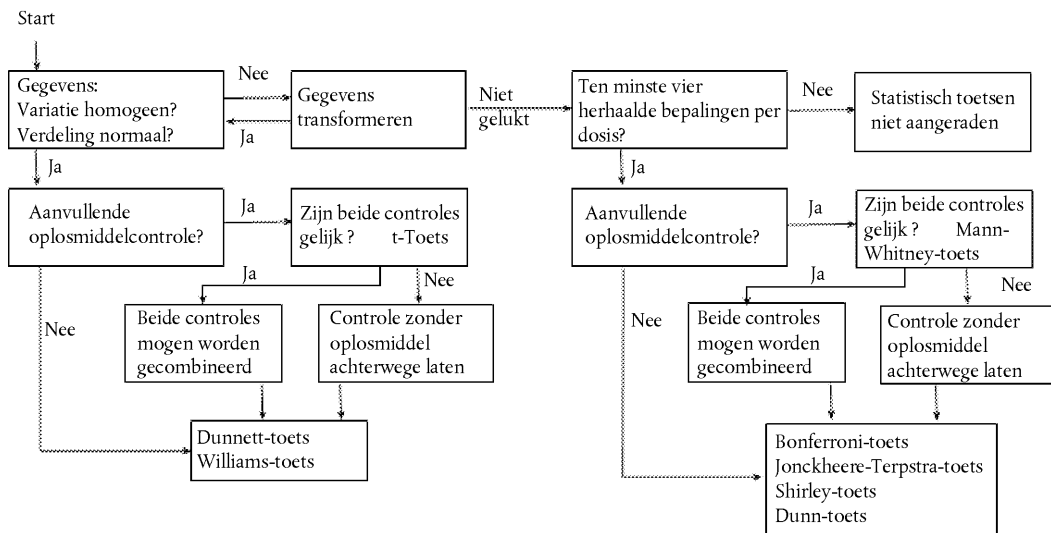 Start
Gegevens:
Variatie homogeen?
Verdeling normaal?
Nee
Ja
Gegevens
transformeren
Niet
gelukt
Ten minste vier
herhaalde bepalingen per
dosis?
Nee
Statistisch toetsen
niet aangeraden
Ja
Aanvullende
oplosmiddelcontrole?
Ja
Zijn beide controles
gelijk ? t-Toets
Ja
Nee
Nee
Beide controles
mogen worden
gecombineerd
Controle zonder
oplosmiddel
achterwege laten
Dunnett-toets
Williams-toets
Ja
Aanvullende
oplosmiddelcontrole?
Ja
Zijn beide controles
gelijk ? Mann-
Whitney-toets
Ja
Nee
Nee
Beide controles
mogen worden
gecombineerd
Controle zonder
oplosmiddel
achterwege laten
Bonferroni-toets
Jonckheere-Terpstra-toets
Shirley-toets
Dunn-toets